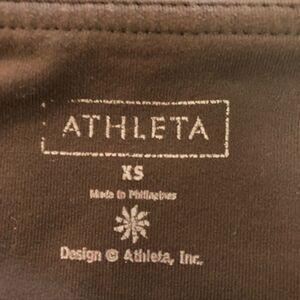 ATHLETA
XS
Made in Philippines
Design © Athleta, Inc.